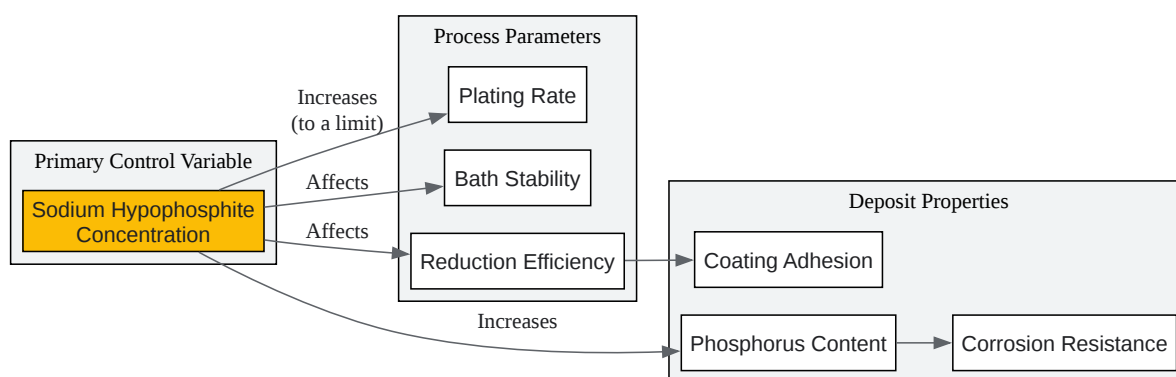 Process Parameters
Plating Rate
Increases
(to a limit)
Primary Control Variable
Sodium Hypophosphite
Concentration
Affects
Bath Stability
Affects
Reduction Efficiency
Increases
Deposit Properties
Coating Adhesion
Phosphorus Content
Corrosion Resistance